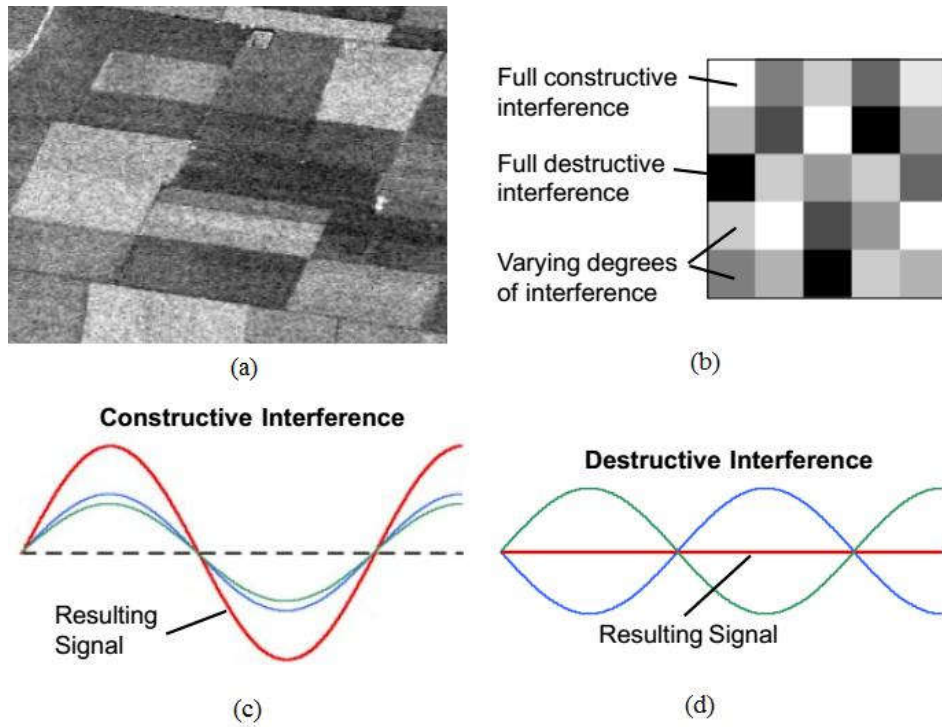 Full constructive
interference
Full destructive
interference
Varying degrees
of interference
(a)
(b)
Constructive Interference
Resulting
Signal
(c)
Destructive Interference
Resulting Signal
(d)